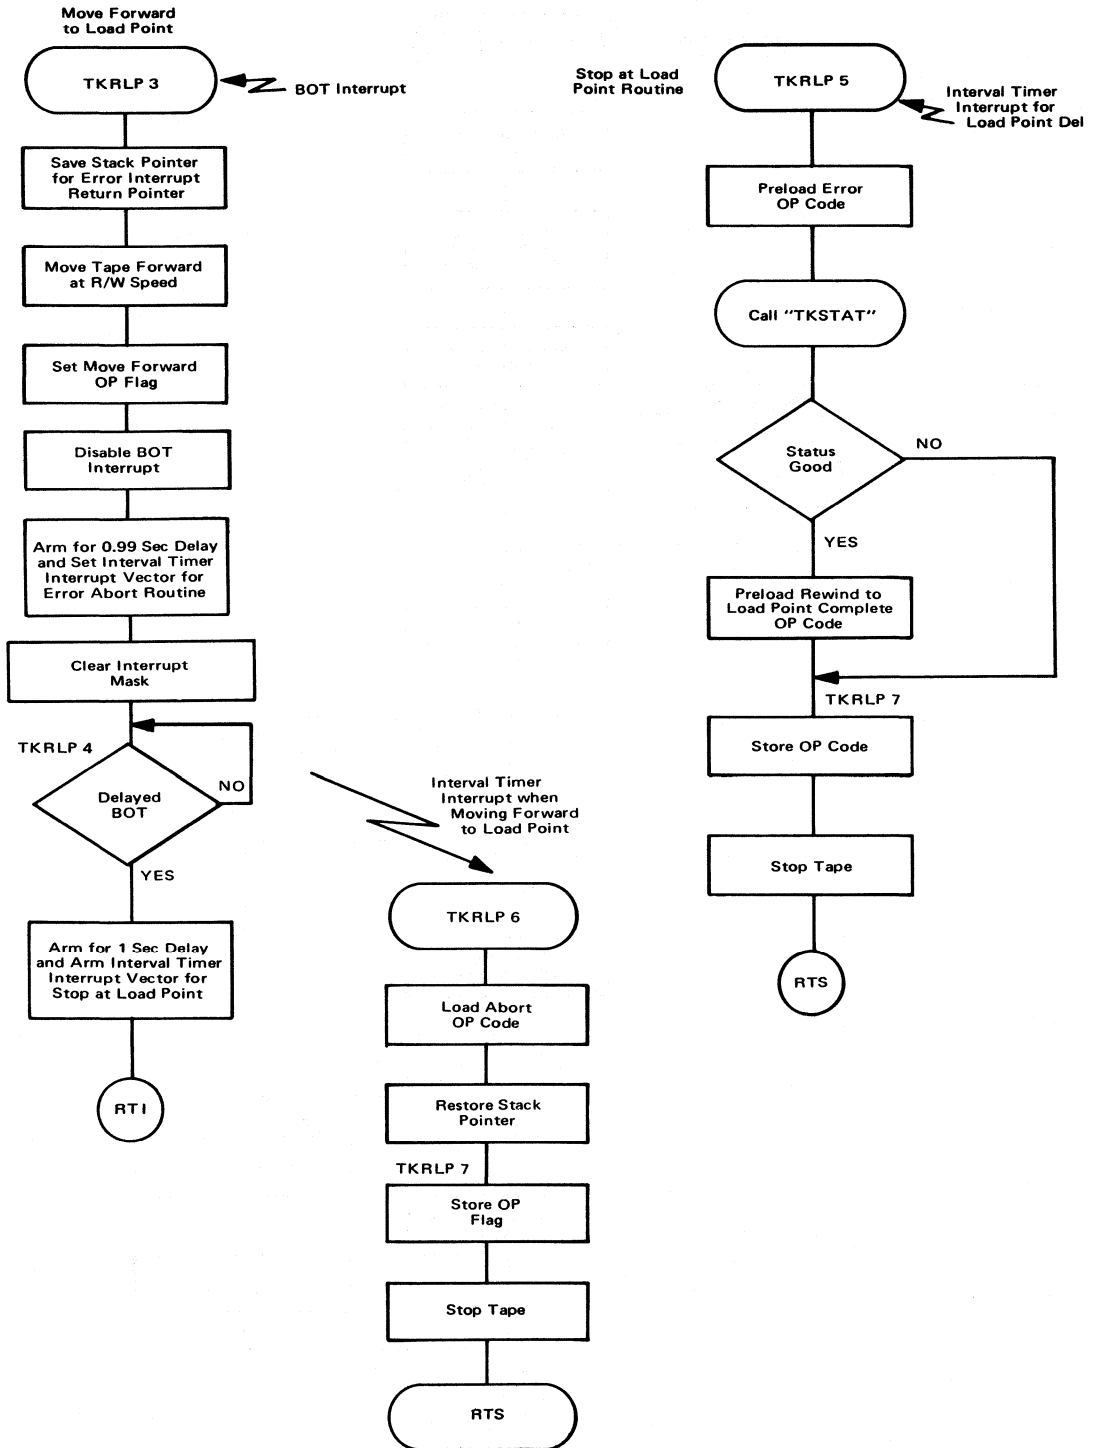 Move Forward
to Load Point
TKRLP 3
BOT Interrupt
Save Stack Pointer
for Error Interrupt
Return Pointer
Move Tape Forward
at R/W Speed
Set Move Forward
OP Flag
Disable BOT
Interrupt
Arm for 0.99 Sec Delay
and Set Interval Timer
Interrupt Vector for
Error Abort Routine
Clear Interrupt
Mask
TKRLP 4
Delayed
BOT
NO
YES
Arm for 1 Sec Delay
and Arm Interval Timer
Interrupt Vector for
Stop at Load Point
RTI
Interval Timer
Interrupt when
Moving Forward
to Load Point
TKRLP 6
Load Abort
OP Code
Restore Stack
Pointer
TKRLP 7
Store OP
Flag
Stop Tape
RTS
Stop at Load
Point Routine
TKRLP 5
Interval Timer
Interrupt for
Load Point Del
Preload Error
OP Code
Call "TKSTAT"
Status
Good
NO
YES
Preload Rewind to
Load Point Complete
OP Code
TKRLP 7
Store OP Code
Stop Tape
RTS